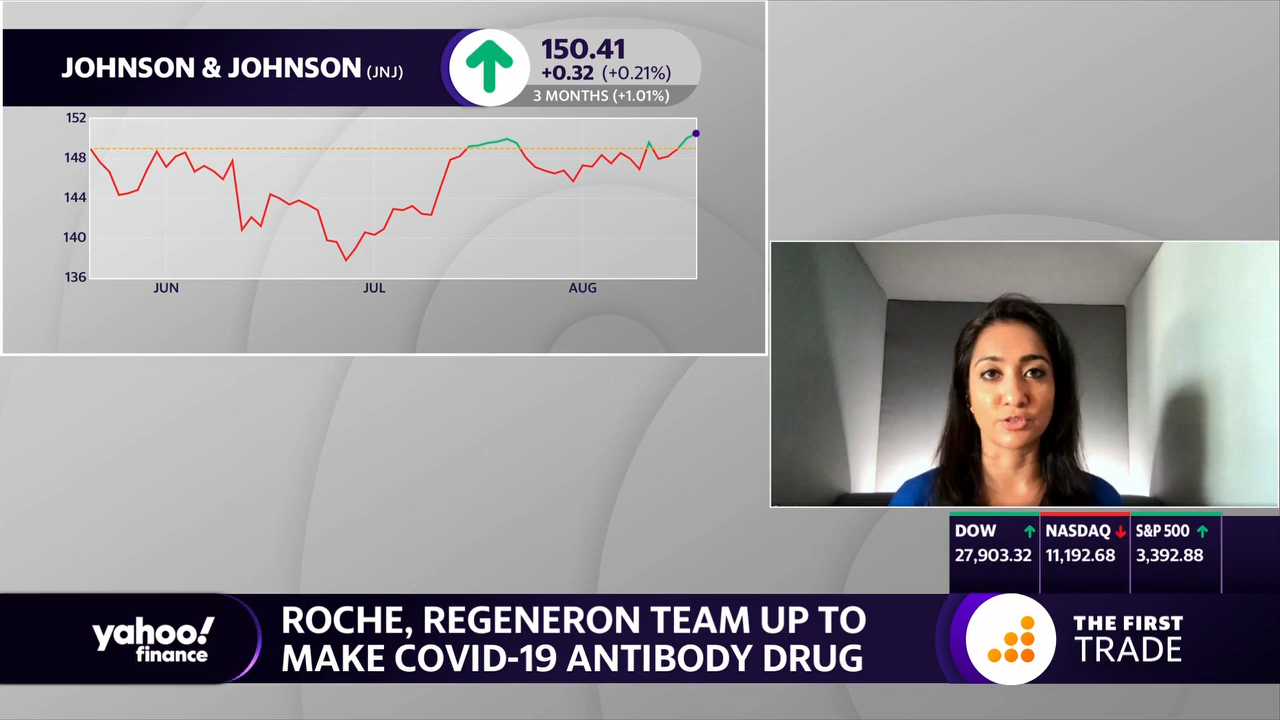 JOHNSON & JOHNSON (JNJ)
150.41
+0.32 (+0.21%)
3 MONTHS (+1.01%)
152
148
144
140
136
JUN JUL AUG
DOW
27,903.32
NASDAQ
11,192.68
S&P 500
3,392.88
yahoo!
finance
ROCHE, REGENERON TEAM UP TO
MAKE COVID-19 ANTIBODY DRUG
THE FIRST
TRADE